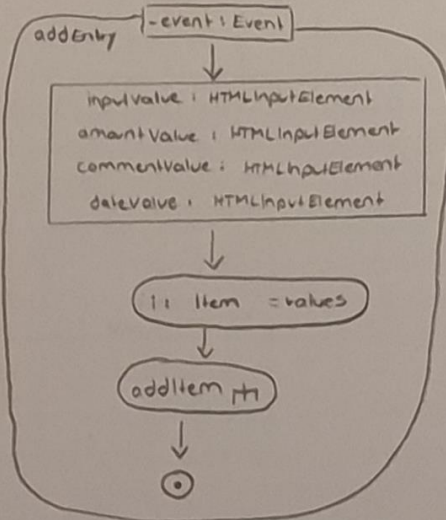 addEntry
-event: Event
inputValue: HTMLInputElement
amountValue: HTMLInputElement
commentValue: HTMLInputElement
dateValue: HTMLInputElement
i: Item = values
addItem